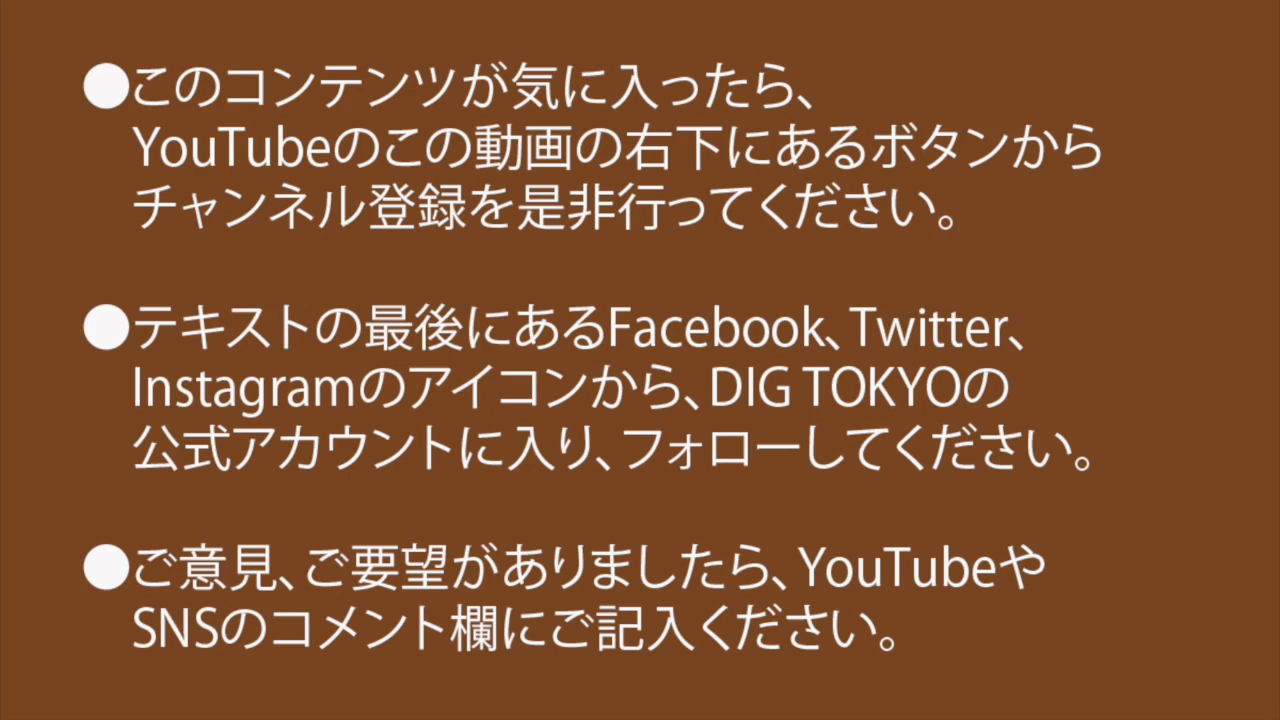 ●このコンテンツが気に入ったら、
YouTubeのこの動画の右下にあるボタンから
チャンネル登録を是非行ってください。
●テキストの最後にあるFacebook、Twitter、
Instagramのアイコンから、DIG TOKYOの
公式アカウントに入り、フォローしてください。
●ご意見、ご要望がありましたら、YouTubeや
SNSのコメント欄にご記入ください。